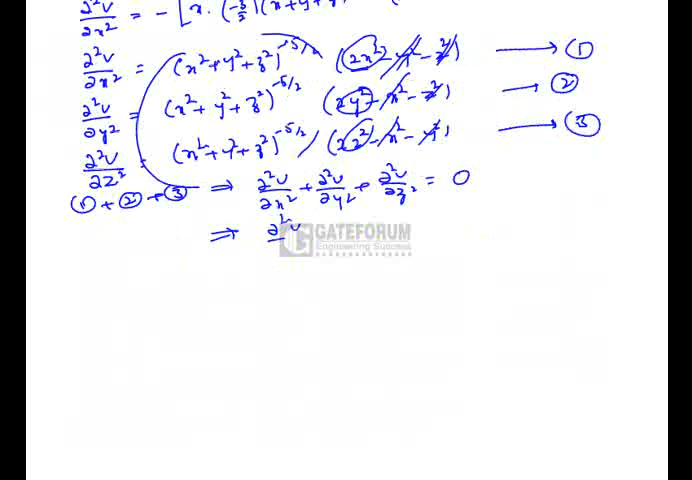 ∂²v/∂x² = - [x. (-3/2)(x+y+
∂²v/∂x² = (x²+y²+z²)^-5/2 (2x²-y²-z²) → ①
∂²v/∂y² = (x²+y²+z²)^-5/2 (2y²-x²-z²) → ②
∂²v/∂z² = (x²+y²+z²)^-5/2 (2z²-x²-y²) → ③
①+②+③ ⇒ ∂²v/∂x² + ∂²v/∂y² + ∂²v/∂z² = 0
⇒ ∂²v
GATEFORUM
Engineering Success